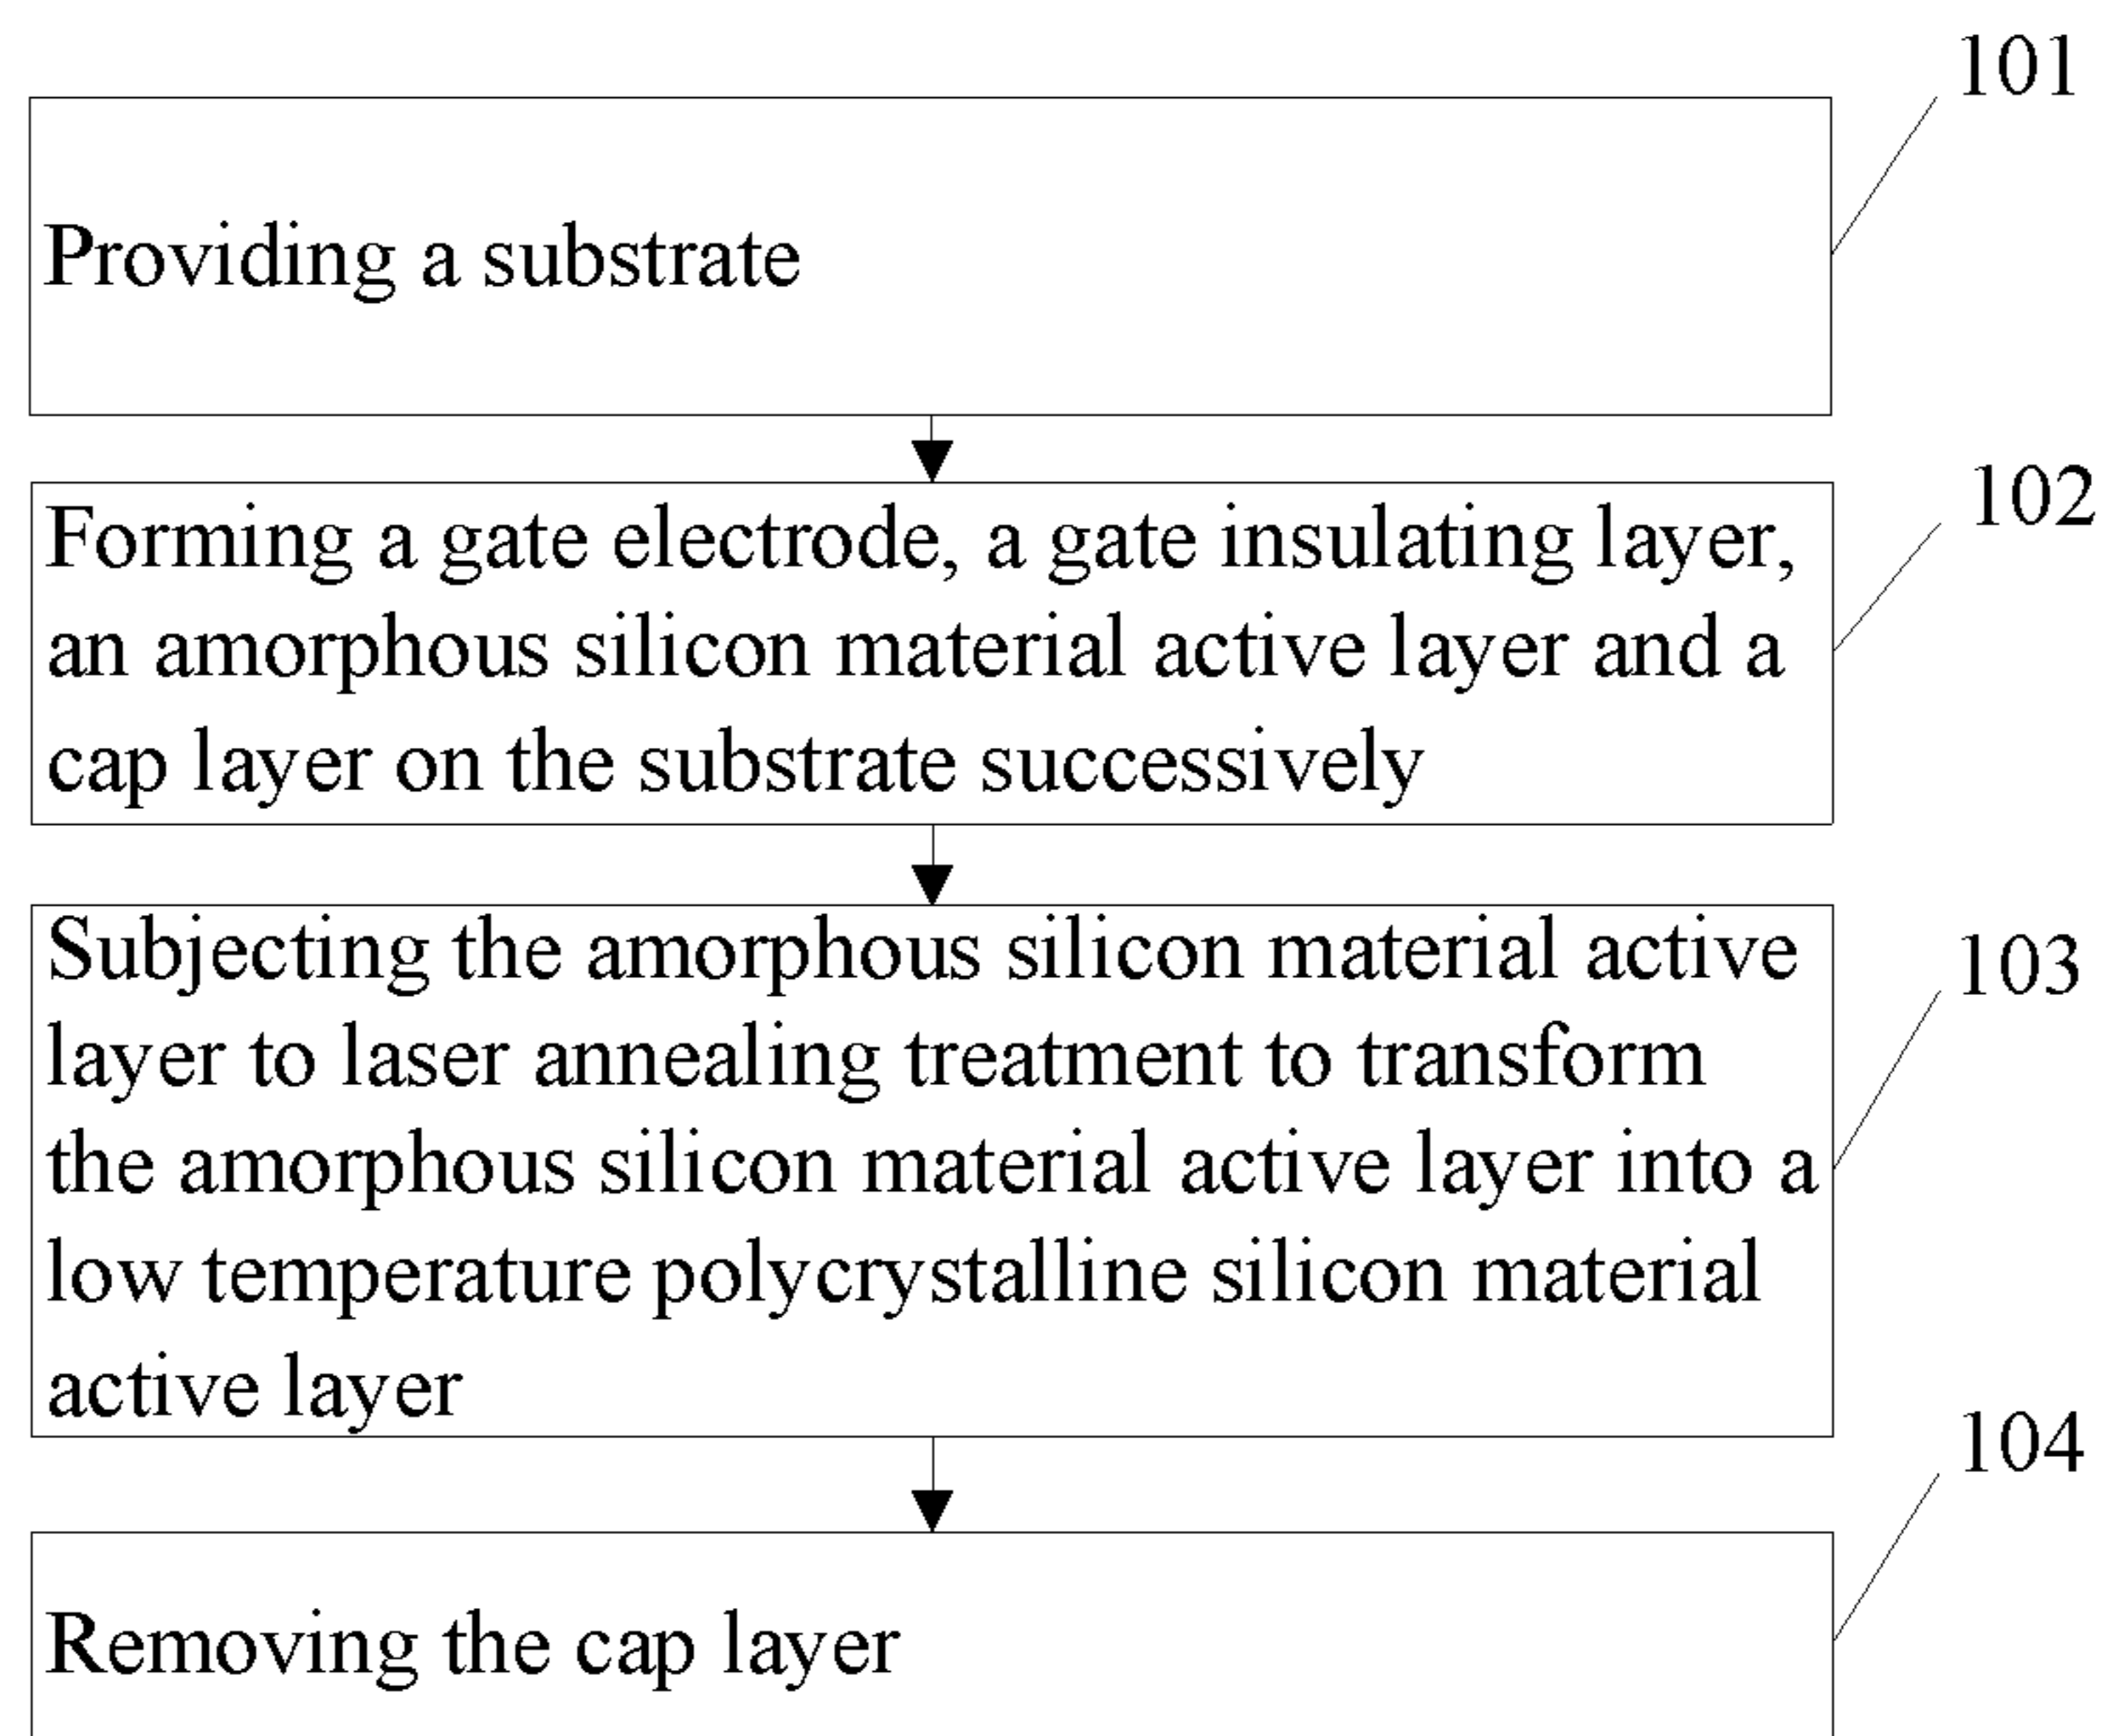 101
Providing a substrate
102
Forming a gate electrode, a gate insulating layer,
an amorphous silicon material active layer and a
cap layer on the substrate successively
103
Subjecting the amorphous silicon material active
layer to laser annealing treatment to transform
the amorphous silicon material active layer into a
low temperature polycrystalline silicon material
active layer
104
Removing the cap layer